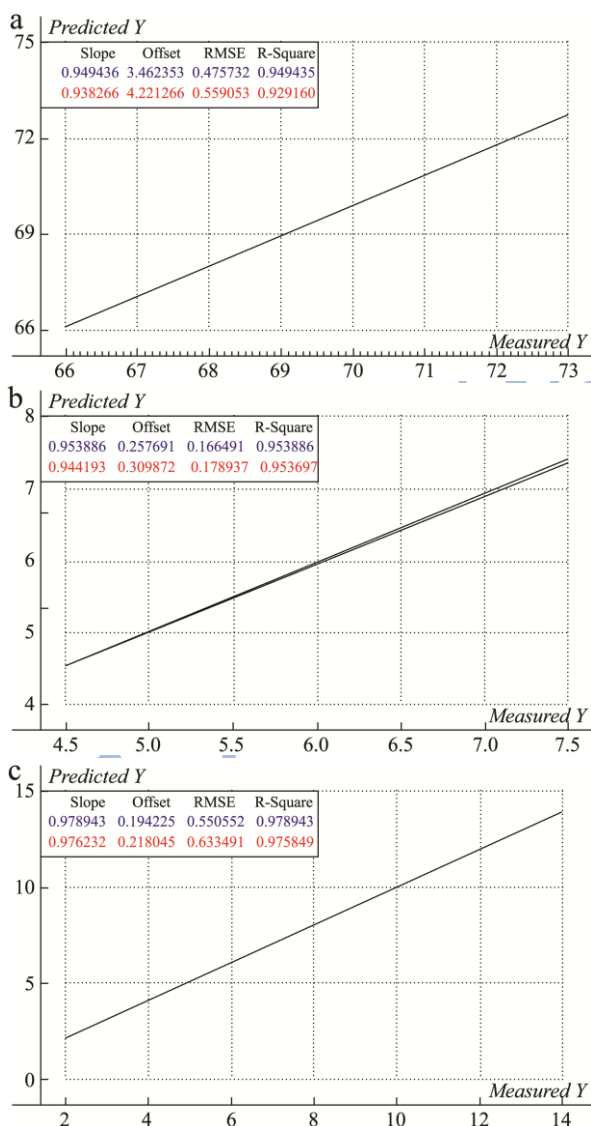 a Predicted Y
75
Slope Offset RMSE R-Square
0.949436 3.462353 0.475732 0.949435
0.938266 4.221266 0.559053 0.929160
72
69
66
Measured Y
66 67 68 69 70 71 72 73
b Predicted Y
8
Slope Offset RMSE R-Square
0.953886 0.257691 0.166491 0.953886
0.944193 0.309872 0.178937 0.953697
7
6
5
4
Measured Y
4.5 5.0 5.5 6.0 6.5 7.0 7.5
c Predicted Y
15
Slope Offset RMSE R-Square
0.978943 0.194225 0.550552 0.978943
0.976232 0.218045 0.633491 0.975849
10
5
0
Measured Y
2 4 6 8 10 12 14